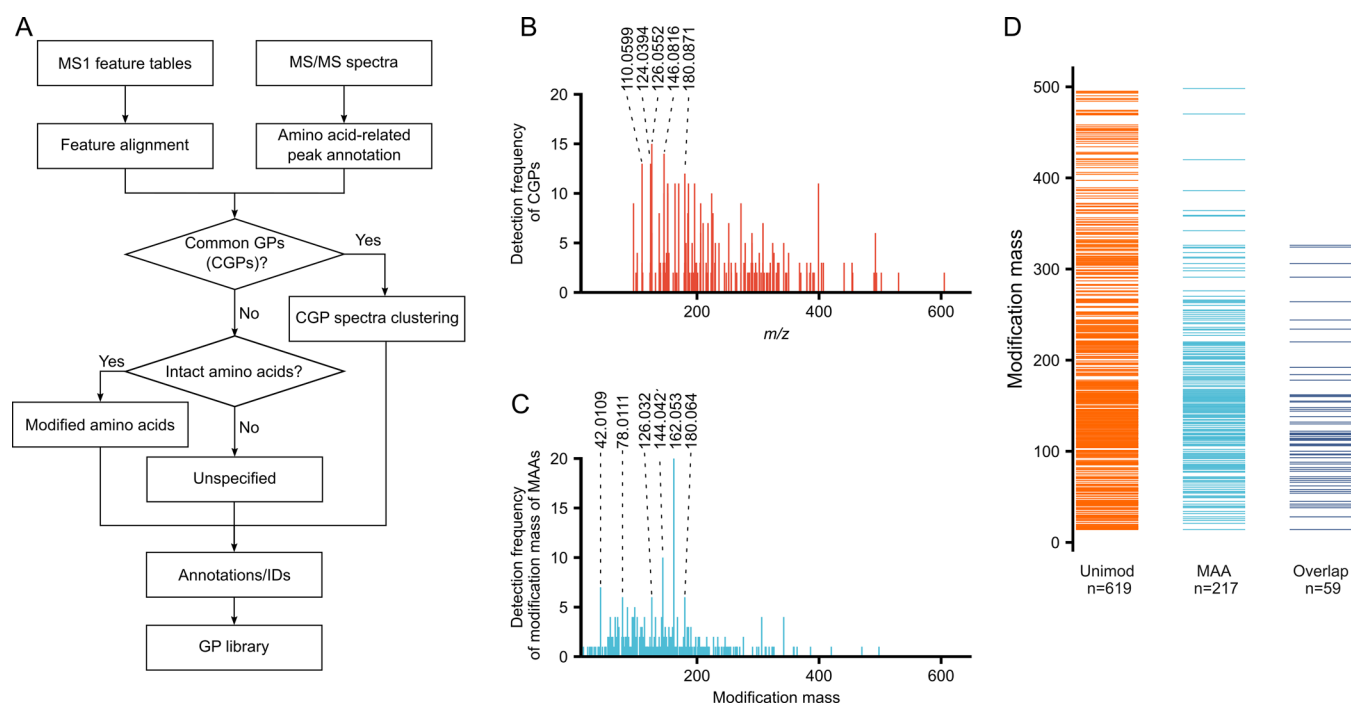 A
MS1 feature tables
MS/MS spectra
Feature alignment
Amino acid-related
peak annotation
Common GPs
(CGPs)?
Yes
No
CGP spectra clustering
Yes
Intact amino acids?
Modified amino acids
No
Unspecified
Annotations/IDs
GP library
B
110.0599
124.0394
126.0552
146.0816
180.0871
Detection frequency
of CGPs
20
15
10
5
0
200
400
600
m/z
C
42.0109
78.0111
126.032
144.042
162.053
180.064
Detection frequency
of modification mass of MAAs
20
15
10
5
0
200
400
600
Modification mass
D
Modification mass
500
400
300
200
100
0
Unimod
n=619
MAA
n=217
Overlap
n=59